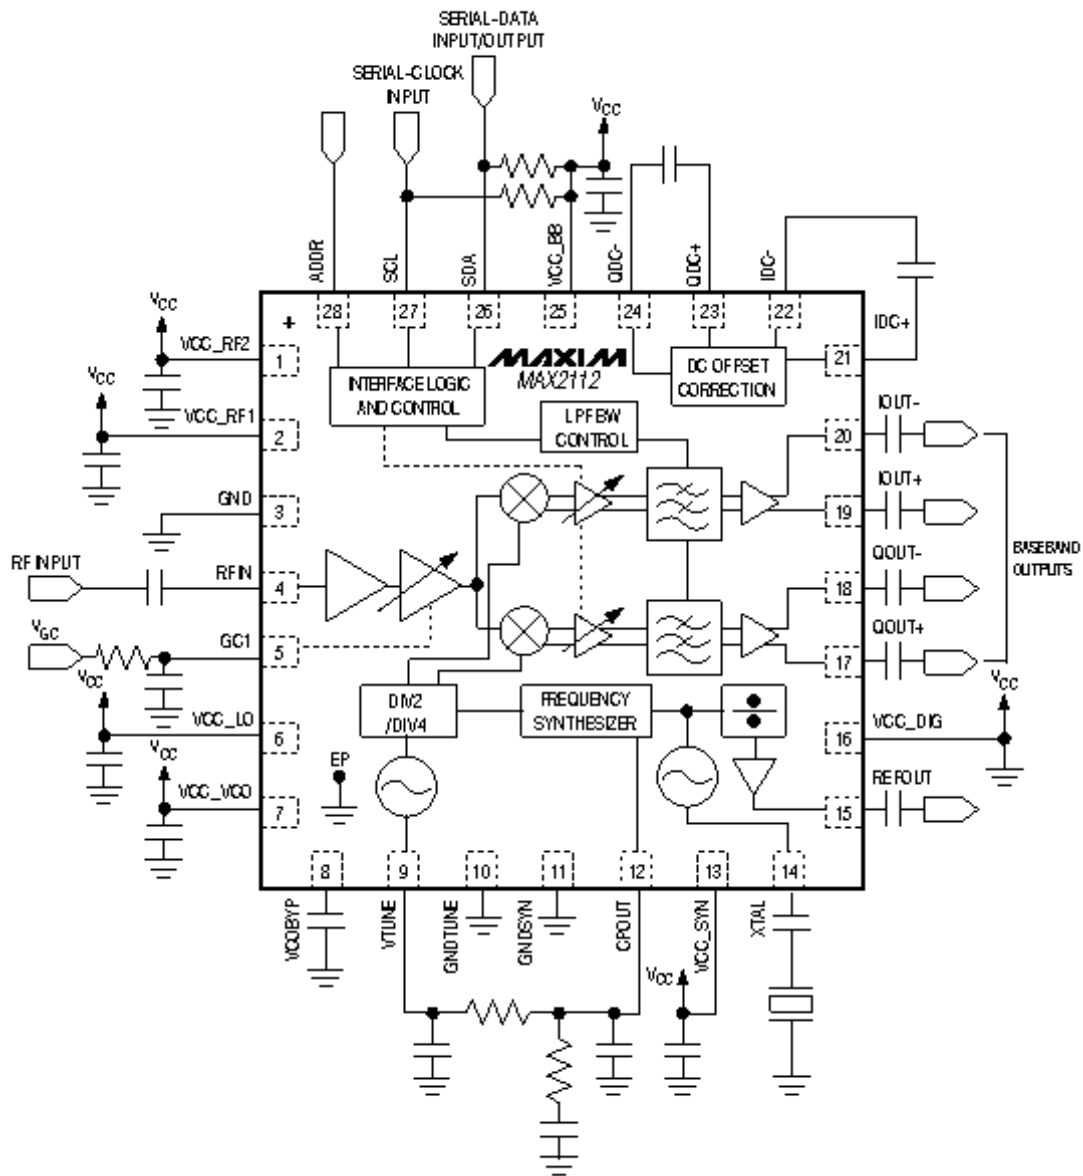 SERIAL-DATA
INPUT/OUTPUT
SERIAL-CLOCK
INPUT
VCC
ADDR
SCL
SDA
VCC_BB
QDC-
QDC+
IDC-
IDC+
28
27
26
25
24
23
22
+
MAXIM
MAX2112
INTERFACE LOGIC
AND CONTROL
DC OFFSET
CORRECTION
LPF BW
CONTROL
VCC
VCC_RF2
1
21
VCC
VCC_RF1
2
20
IOUT-
GND
3
19
IOUT+
RF INPUT
RFIN
4
18
QOUT-
BASEBAND
OUTPUTS
VGC
GC1
5
17
QOUT+
VCC
VCC_LO
6
DIV2
/DIV4
FREQUENCY
SYNTHESIZER
16
VCC_DIG
VCC
VCC
VCC_VCO
7
EP
15
REFOUT
8
9
10
11
12
13
14
VCOBYP
VTUNE
GNDTUNE
GNDSYN
CPOUT
VCC_SYN
XTAL
VCC